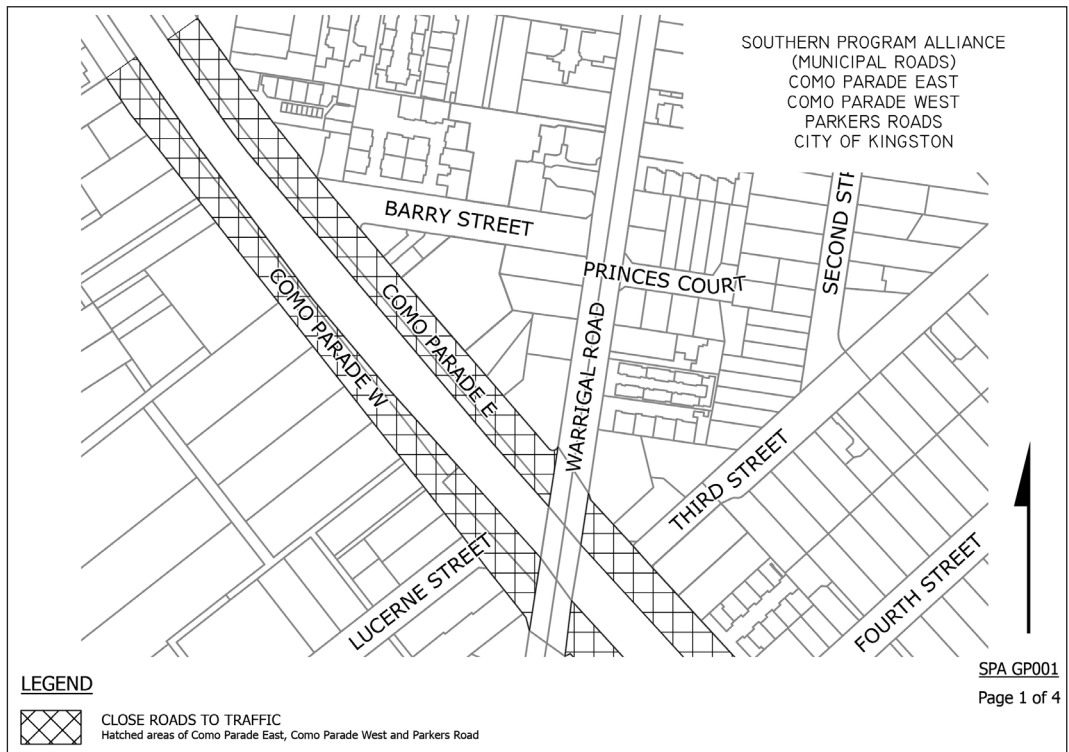 SOUTHERN PROGRAM ALLIANCE
(MUNICIPAL ROADS)
COMO PARADE EAST
COMO PARADE WEST
PARKERS ROADS
CITY OF KINGSTON
BARRY STREET
PRINCES COURT
SECOND STR
COMO PARADE W
COMO PARADE E
WARRIGAL ROAD
THIRD STREET
LUCERNE STREET
FOURTH STREET
SPA GP001
Page 1 of 4
LEGEND
CLOSE ROADS TO TRAFFIC
Hatched areas of Como Parade East, Como Parade West and Parkers Road